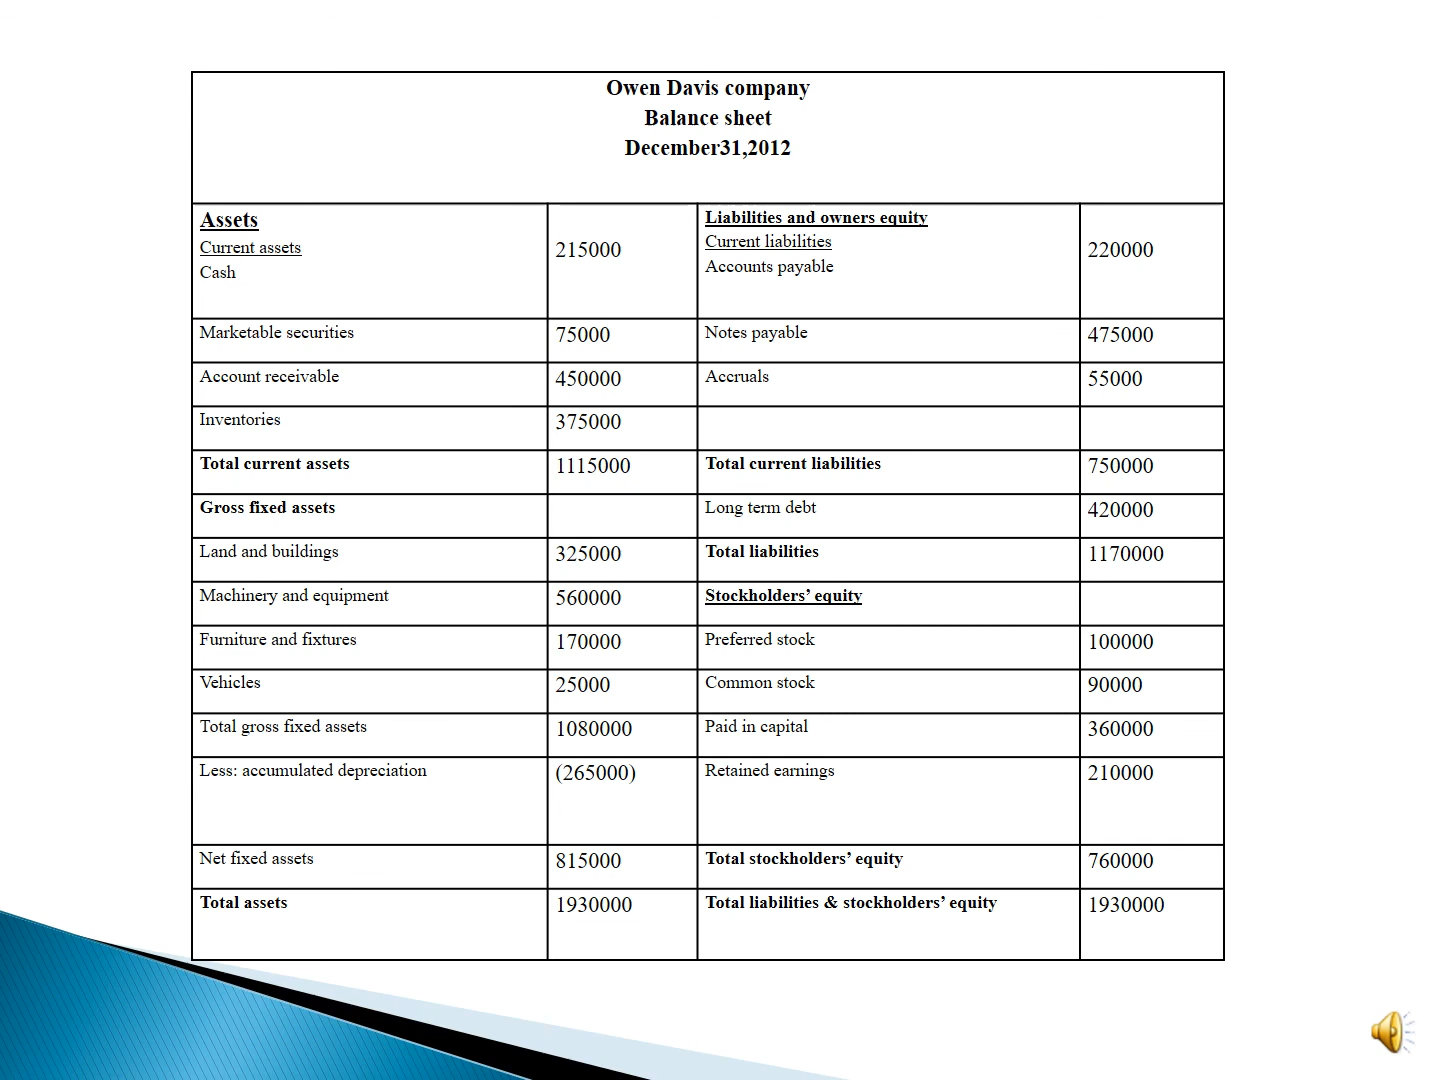 Owen Davis company
Balance sheet
December31,2012
Assets
Current assets
Cash
215000
Liabilities and owners equity
Current liabilities
Accounts payable
220000
Marketable securities 75000 Notes payable 475000
Account receivable 450000 Accruals 55000
Inventories 375000
Total current assets 1115000 Total current liabilities 750000
Gross fixed assets Long term debt 420000
Land and buildings 325000 Total liabilities 1170000
Machinery and equipment 560000 Stockholders’ equity
Furniture and fixtures 170000 Preferred stock 100000
Vehicles 25000 Common stock 90000
Total gross fixed assets 1080000 Paid in capital 360000
Less: accumulated depreciation (265000) Retained earnings 210000
Net fixed assets 815000 Total stockholders’ equity 760000
Total assets 1930000 Total liabilities & stockholders’ equity 1930000